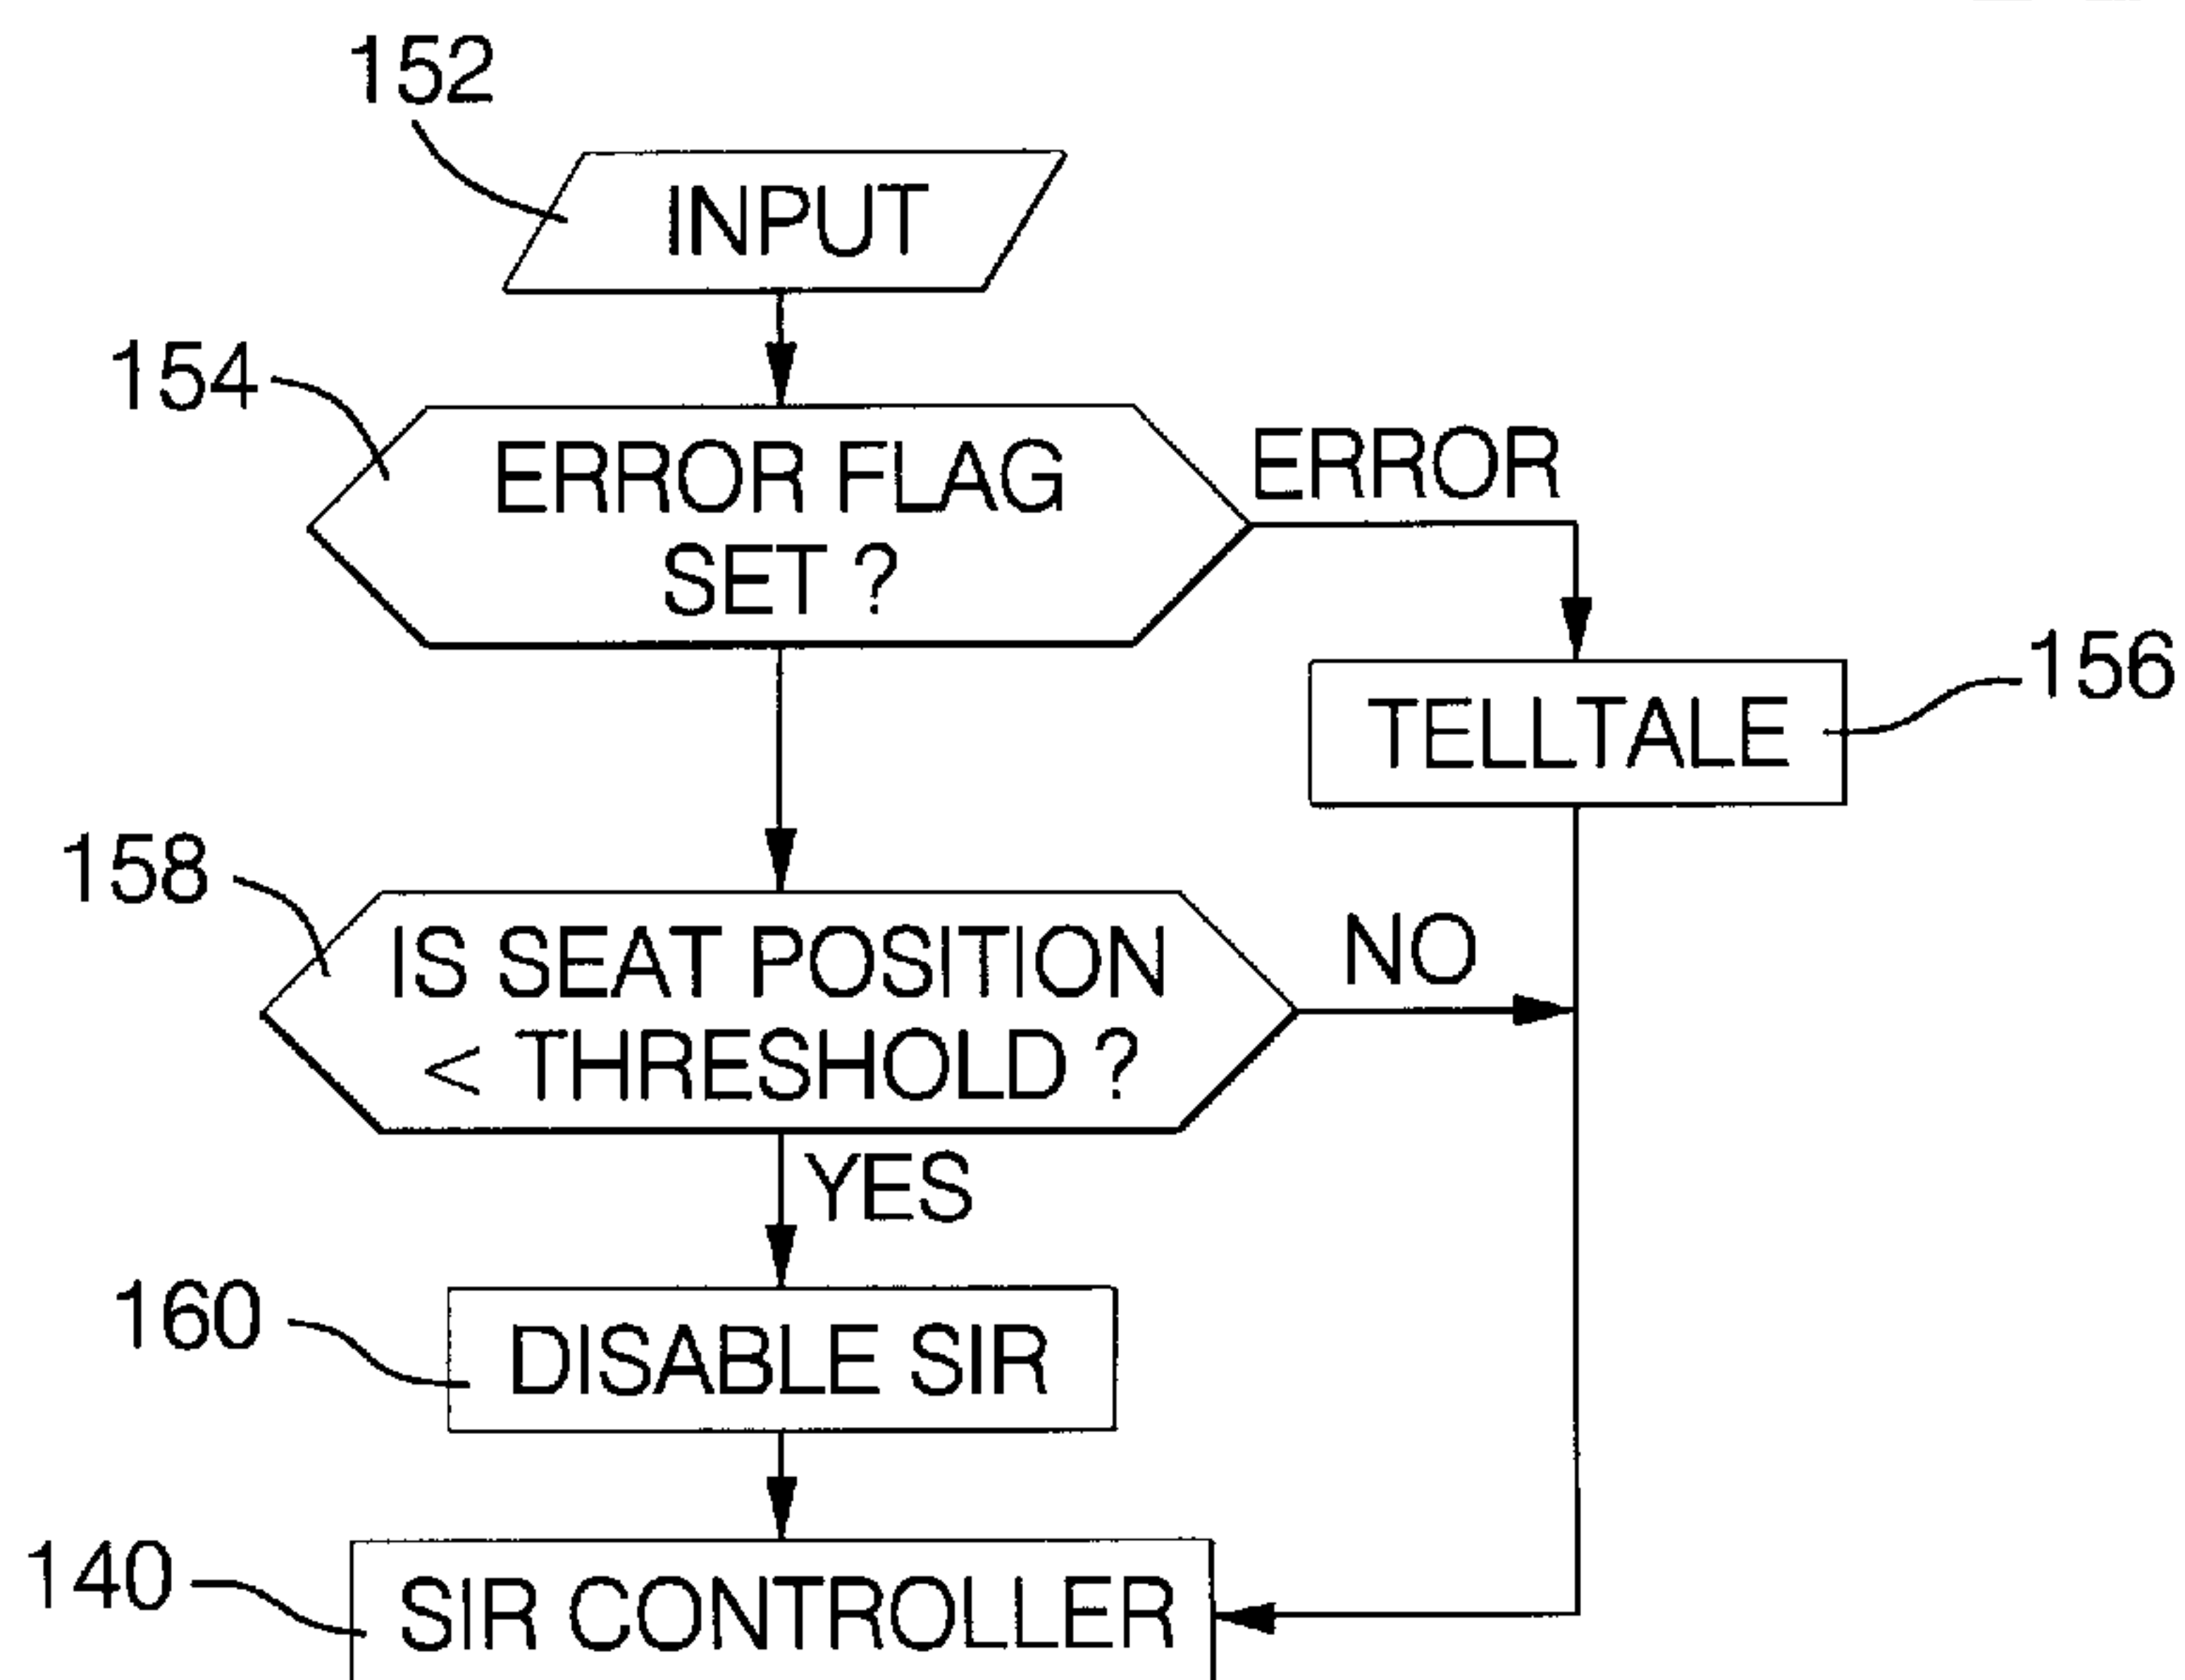 152
INPUT
154
ERROR FLAG
SET ?
ERROR
TELLTALE
156
158
IS SEAT POSITION
< THRESHOLD ?
NO
YES
160
DISABLE SIR
140
SIR CONTROLLER